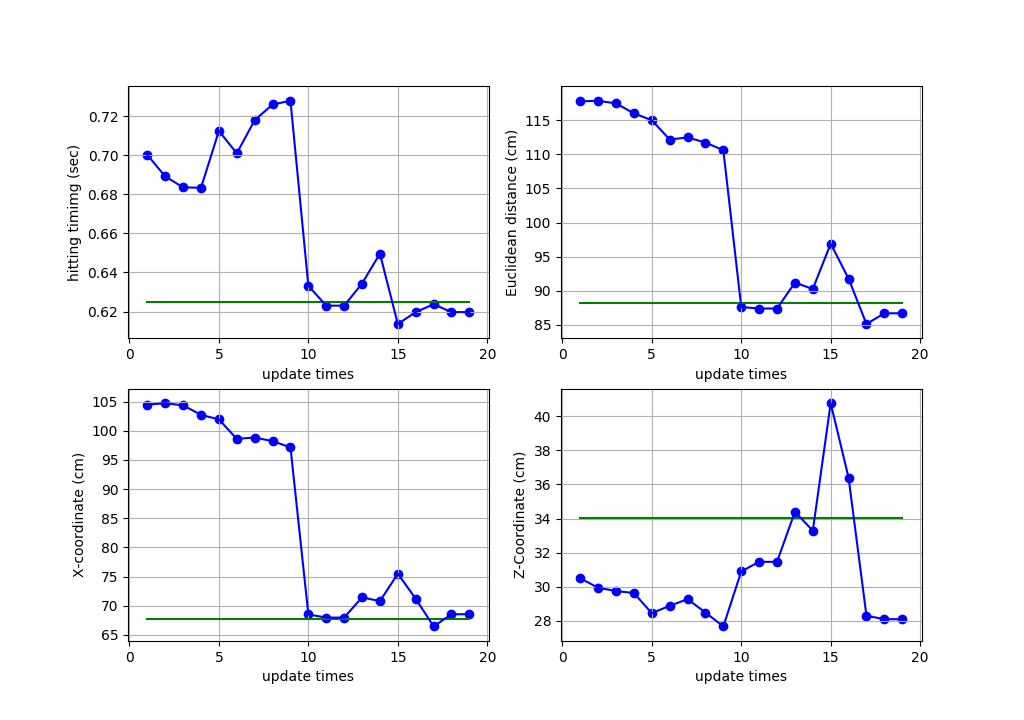 hitting timimg (sec)
0.72
0.70
0.68
0.66
0.64
0.62
0 5 10 15 20
update times
Euclidean distance (cm)
115
110
105
100
95
90
85
0 5 10 15 20
update times
X-coordinate (cm)
105
100
95
90
85
80
75
70
65
0 5 10 15 20
update times
Z-Coordinate (cm)
40
38
36
34
32
30
28
0 5 10 15 20
update times